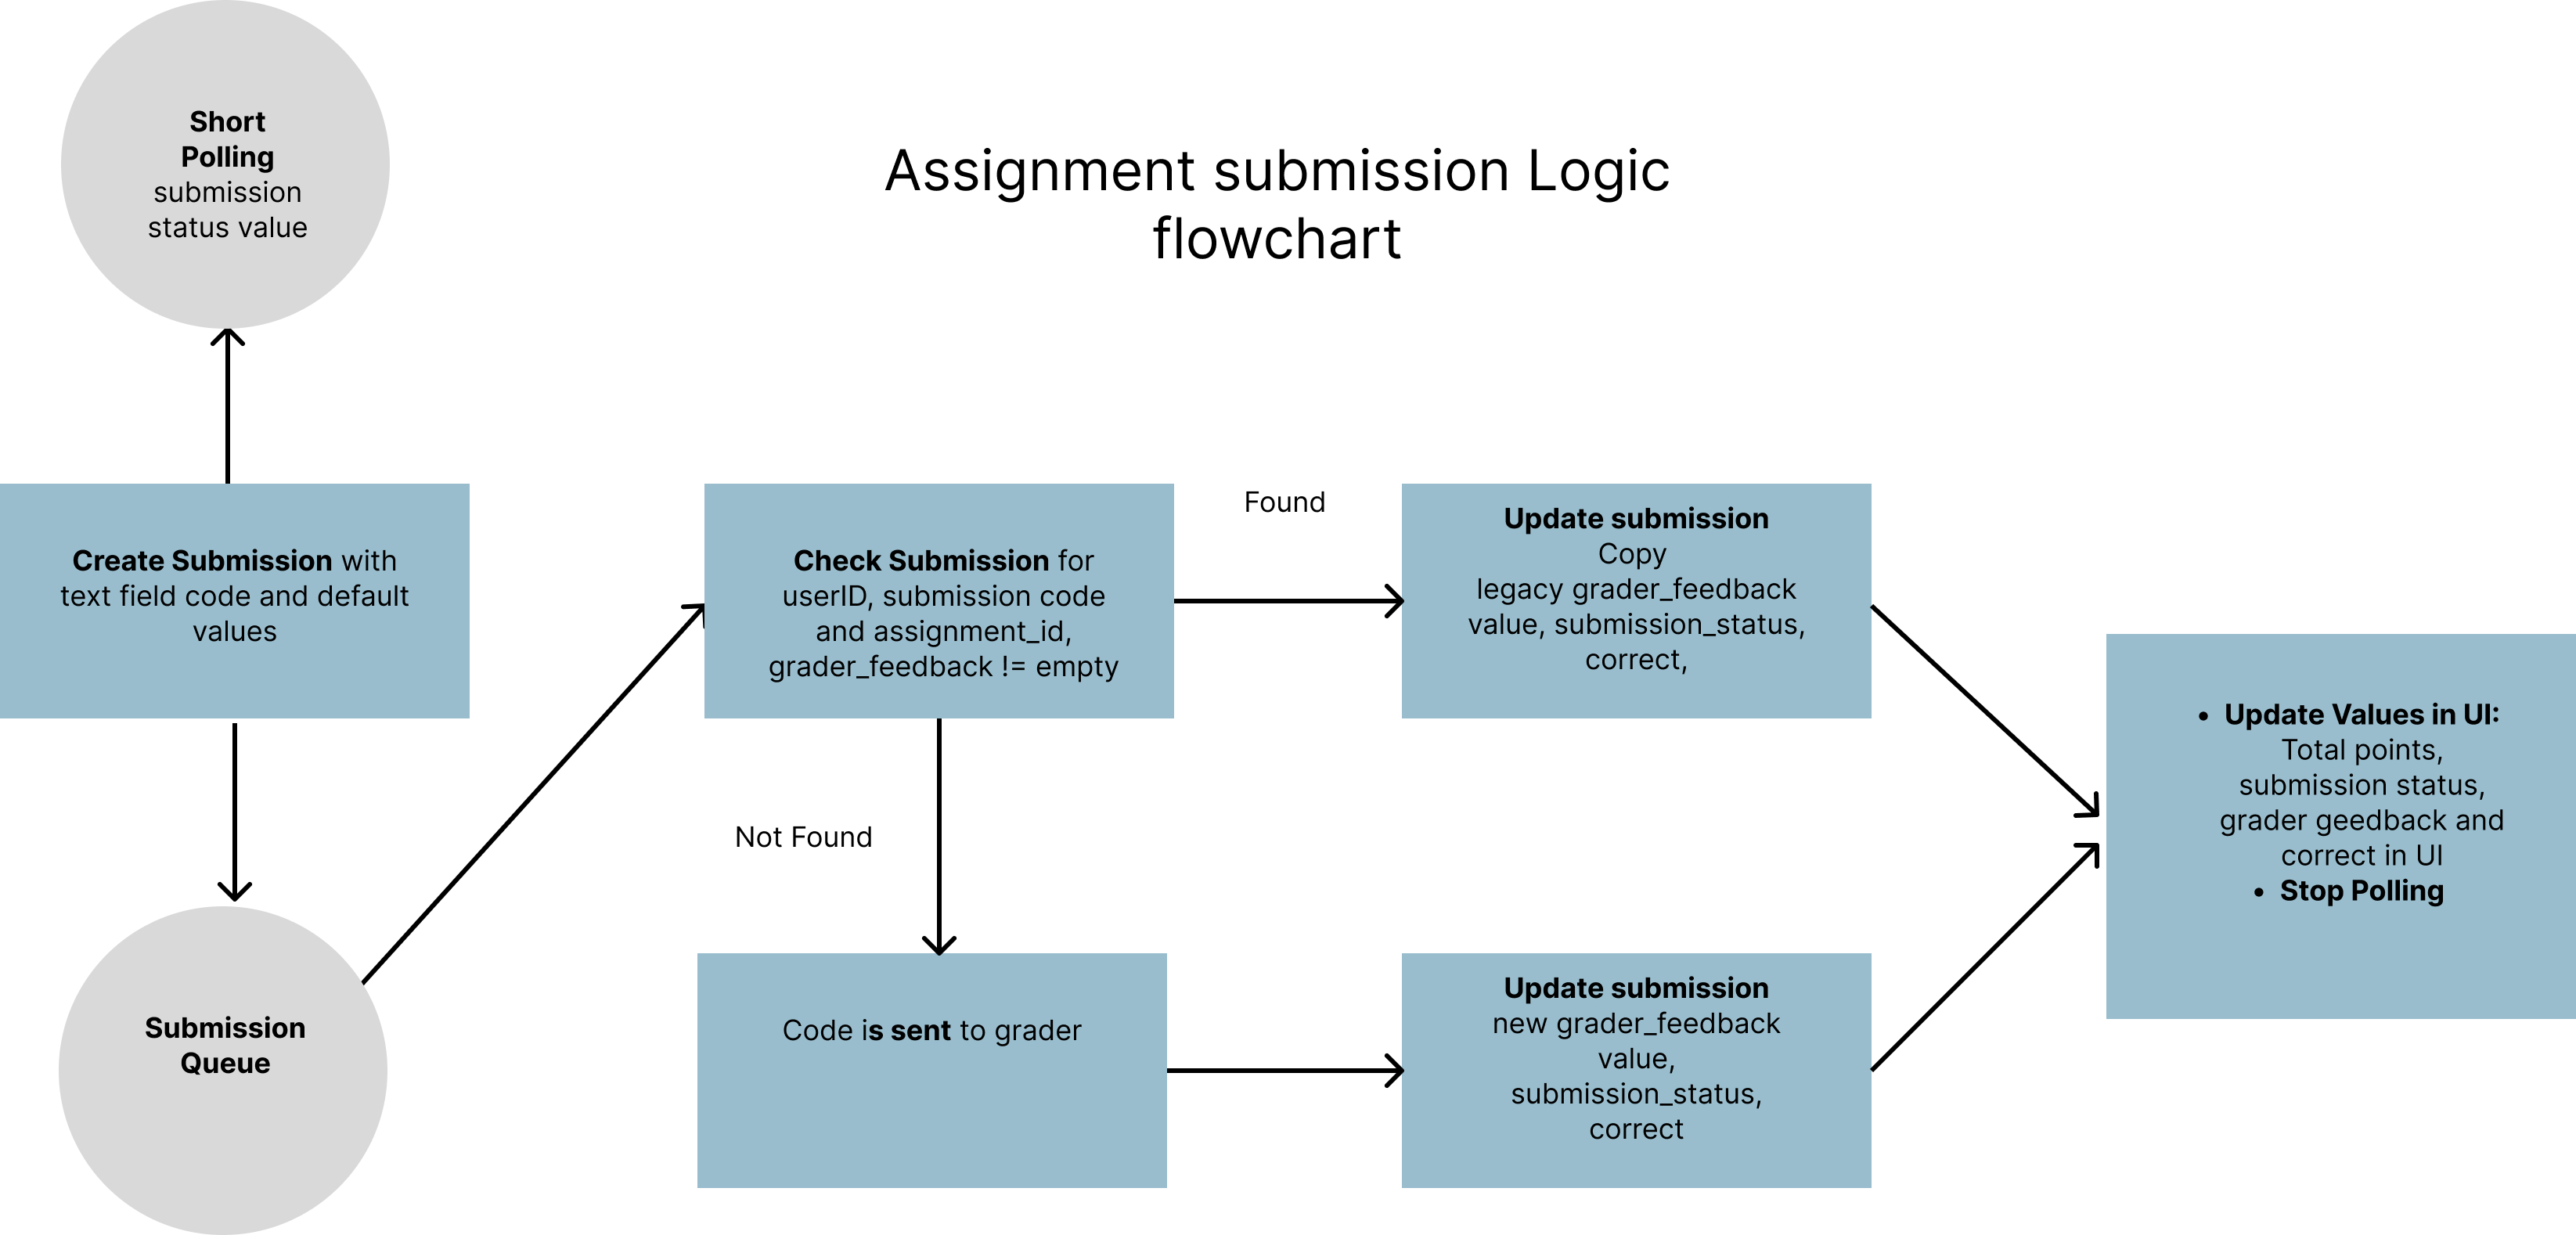 Short
Polling
submission
status value
Assignment submission Logic
flowchart
Create Submission with
text field code and default
values
Check Submission for
userID, submission code
and assignment_id,
grader_feedback != empty
Found
Update submission
Copy
legacy grader_feedback
value, submission_status,
correct,
• Update Values in UI:
Total points,
submission status,
grader geedback and
correct in UI
• Stop Polling
Not Found
Submission
Queue
Code is sent to grader
Update submission
new grader_feedback
value,
submission_status,
correct